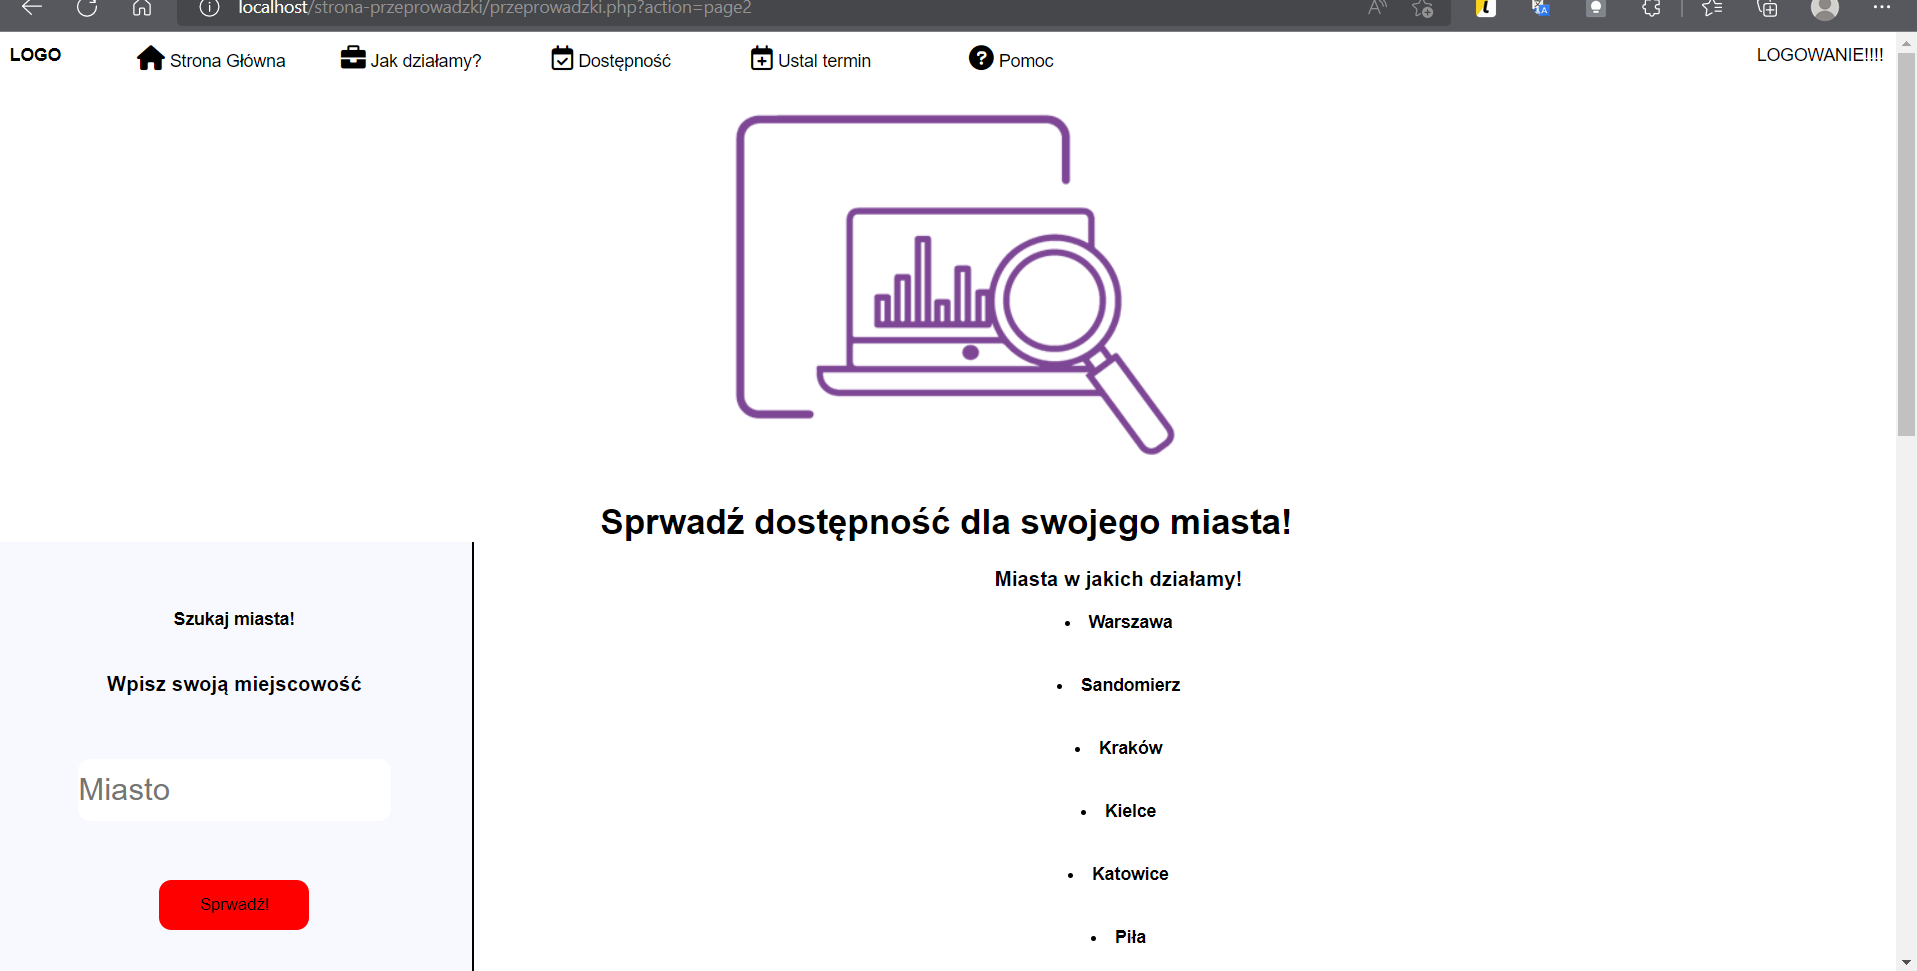 localhost/strona-przeprowadzki/przeprowadzki.php?action=page2
LOGO Strona Główna Jak działamy? Dostępność Ustal termin Pomoc LOGOWANIE!!!!
Sprwadź dostępność dla swojego miasta!
Szukaj miasta!
Wpisz swoją miejscowość
Miasto
Sprwadź!
Miasta w jakich działamy!
• Warszawa
• Sandomierz
• Kraków
• Kielce
• Katowice
• Piła